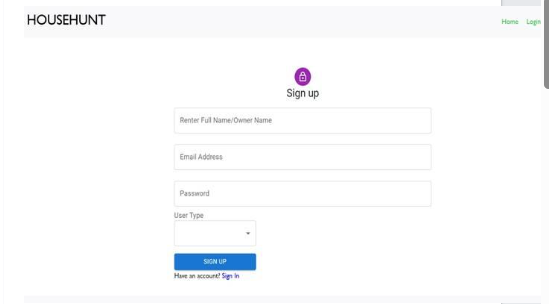 HOUSEHUNT
Home Login
Sign up
Renter Full Name/Owner Name
Email Address
Password
User Type
SIGN UP
Have an account? Sign In